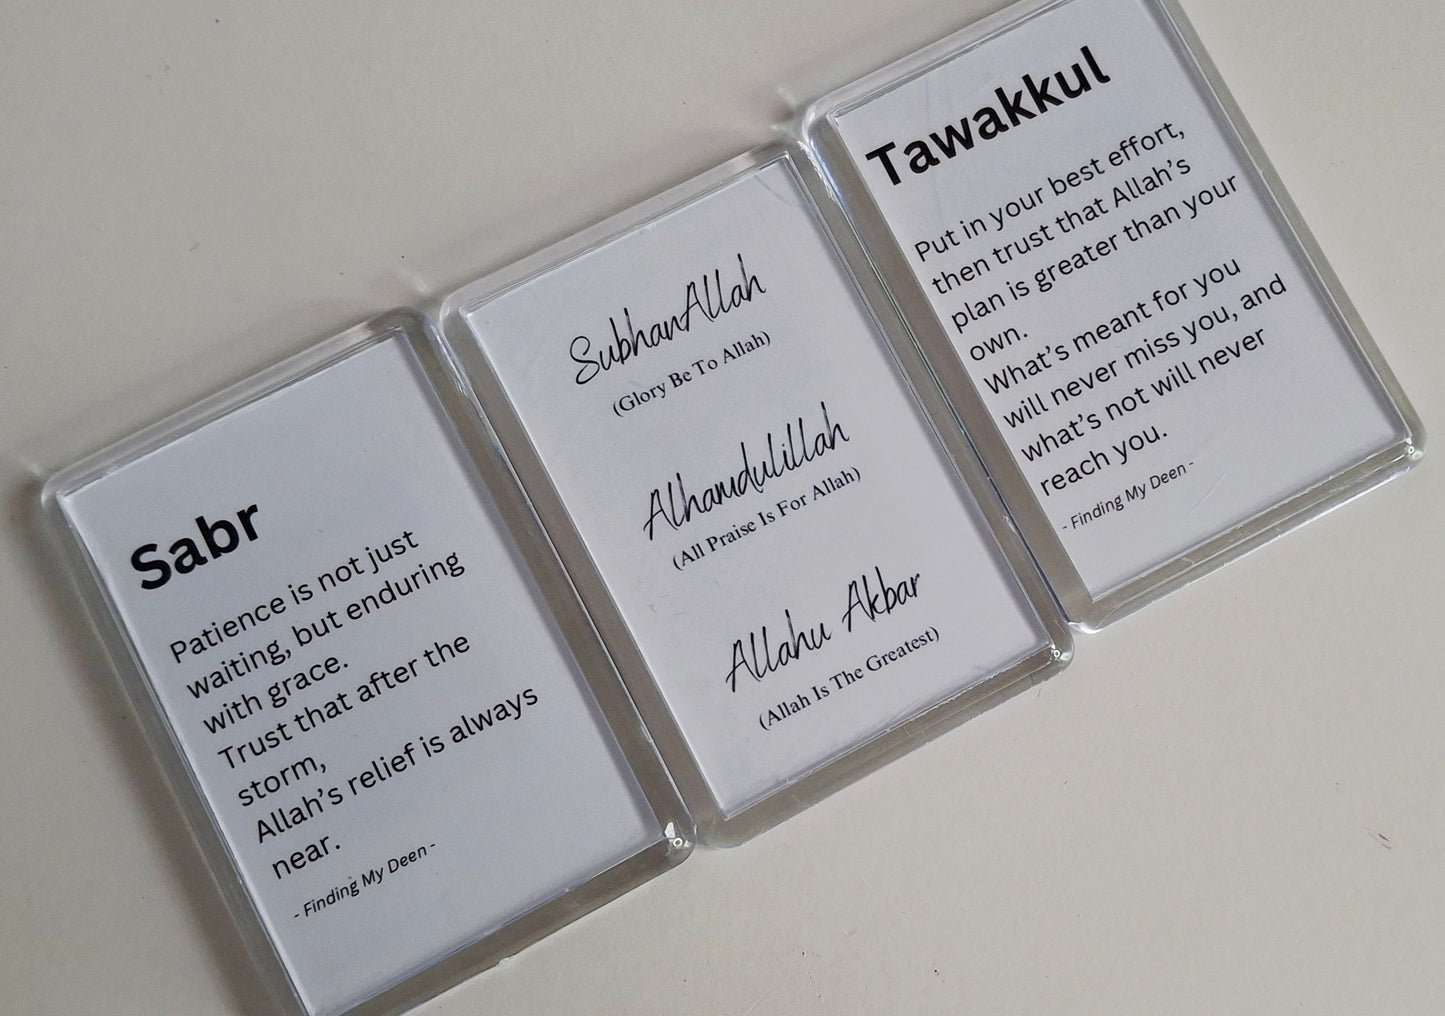 Sabr
Patience is not just
waiting, but enduring
with grace.
Trust that after the
storm,
Allah's relief is always
near.
- Finding My Deen -
SubhanAllah
(Glory Be To Allah)
Alhamdulillah
(All Praise Is For Allah)
Allahu Akbar
(Allah Is The Greatest)
Tawakkul
Put in your best effort,
then trust that Allah's
plan is greater than your
own.
What's meant for you
will never miss you, and
what's not will never
reach you.
- Finding My Deen -